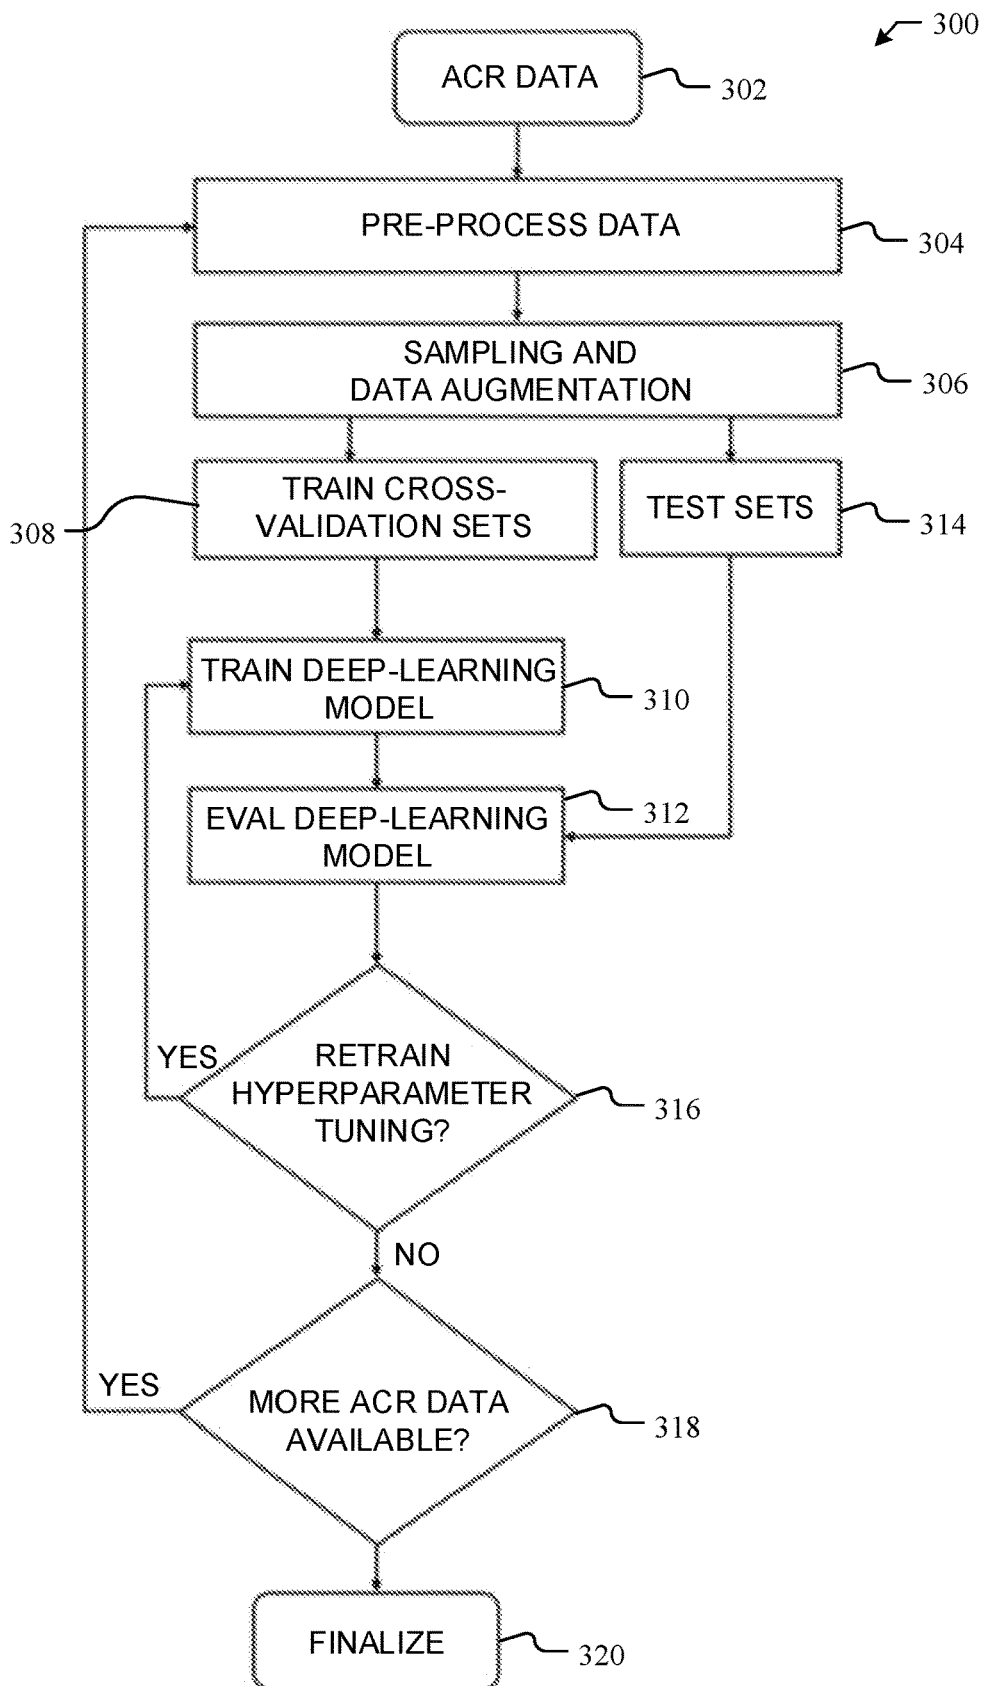 300
ACR DATA
302
PRE-PROCESS DATA
304
SAMPLING AND
DATA AUGMENTATION
306
TRAIN CROSS-
VALIDATION SETS
308
TEST SETS
314
TRAIN DEEP-LEARNING
MODEL
310
EVAL DEEP-LEARNING
MODEL
312
YES
RETRAIN
HYPERPARAMETER
TUNING?
316
NO
YES
MORE ACR DATA
AVAILABLE?
318
FINALIZE
320